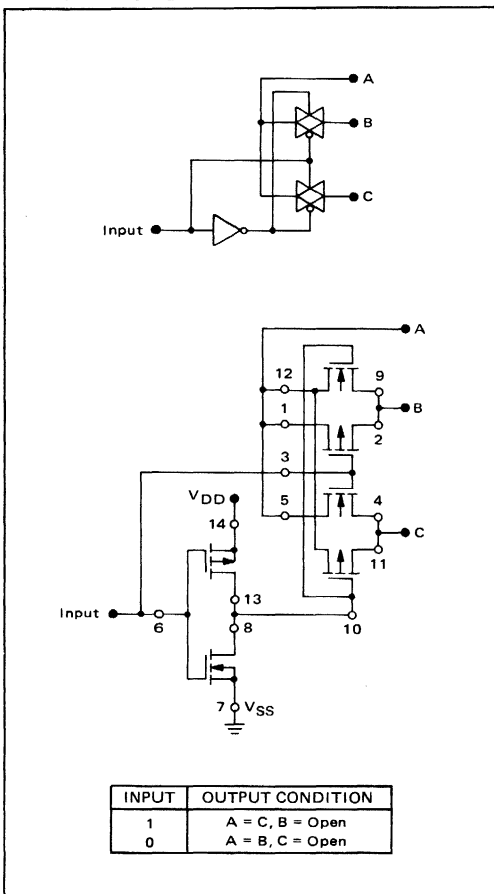 A
B
C
Input
A
12
9
B
1
2
3
VDD
5
4
14
C
11
13
Input
6
8
10
7
VSS
INPUT OUTPUT CONDITION
1 A = C, B = Open
0 A = B, C = Open